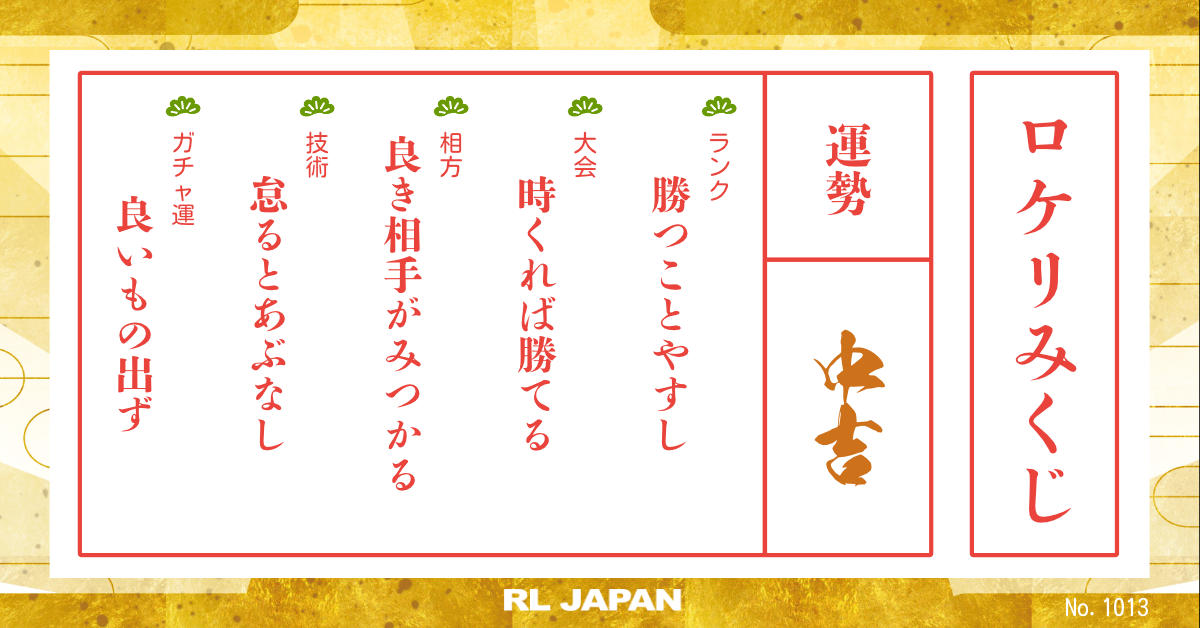 ロケリみくじ
運勢
中吉
ランク
勝つことやすし
大会
時くれば勝てる
相方
良き相手がみつかる
技術
怠るとあぶなし
ガチャ運
良いもの出ず
RL JAPAN
No. 1013